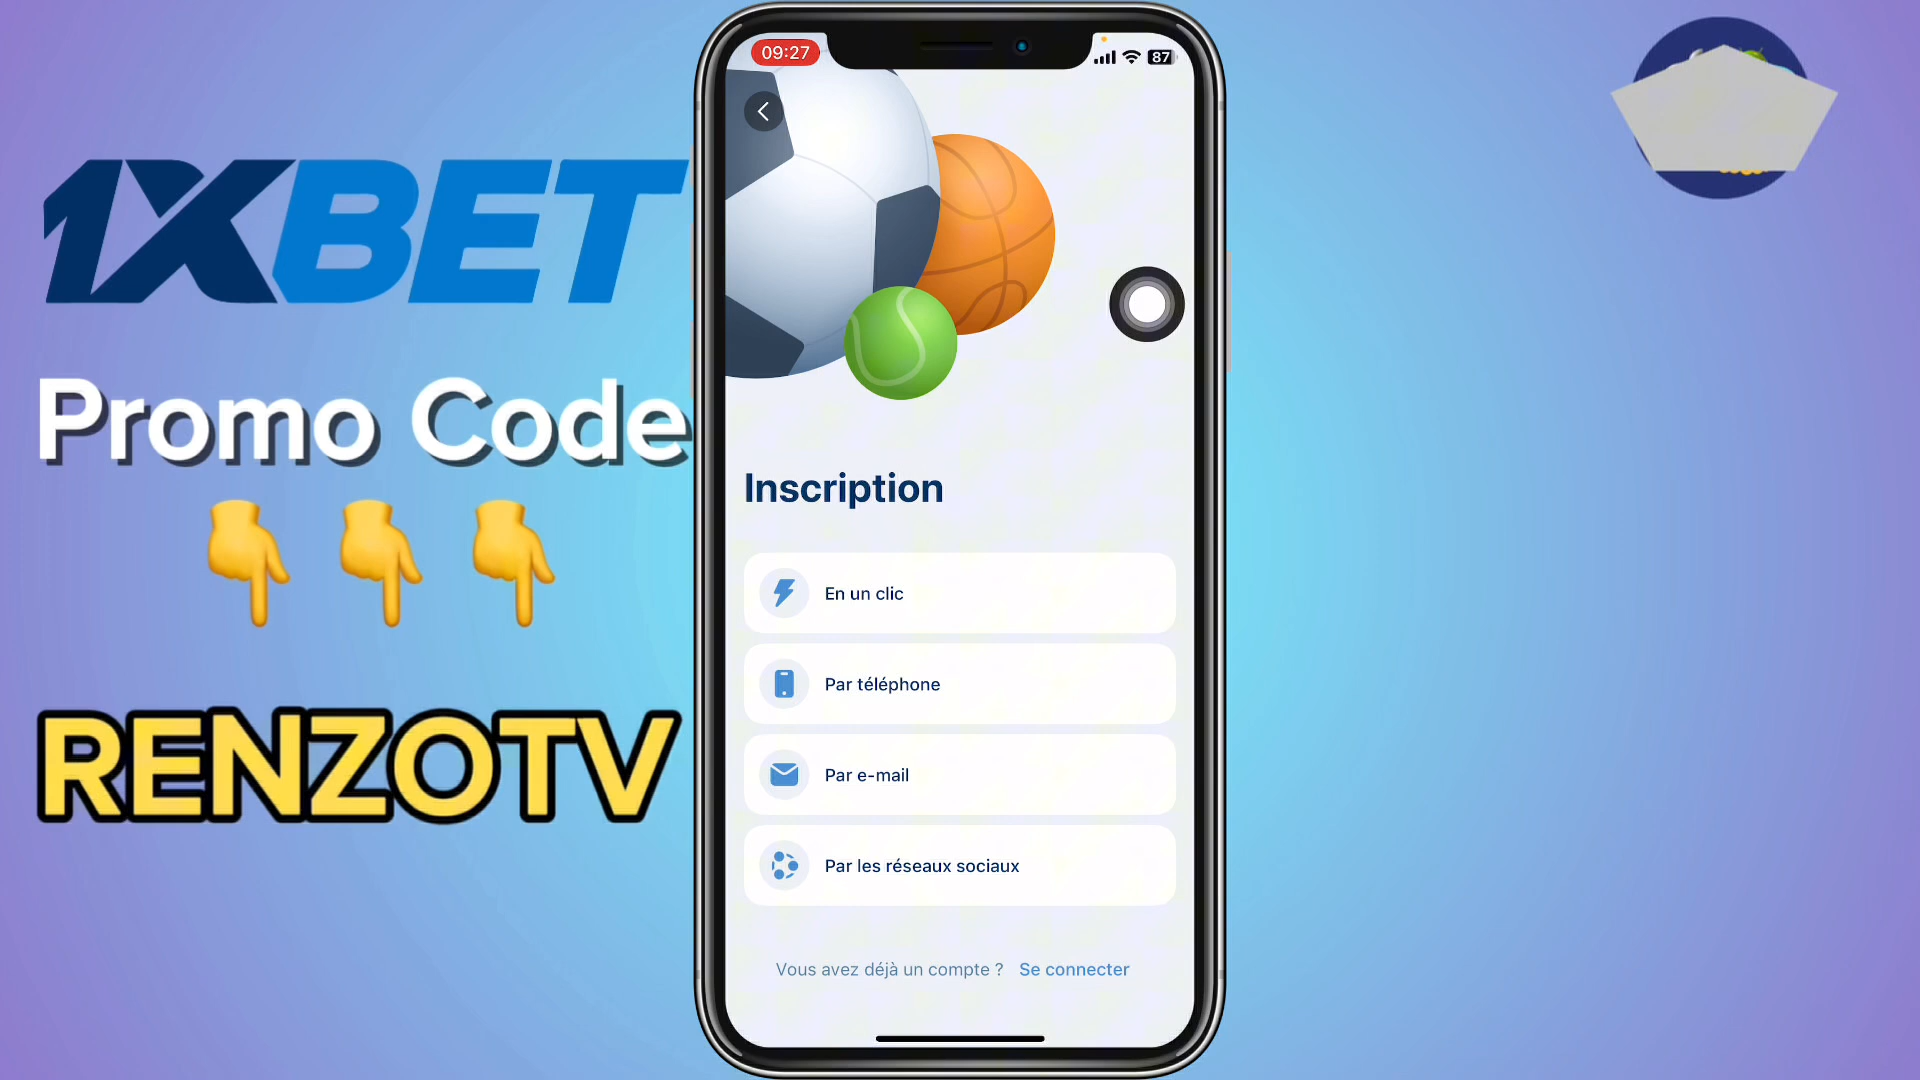 1XBET
Promo Code
RENZOTV
09:27
87
Inscription
En un clic
Par téléphone
Par e-mail
Par les réseaux sociaux
Vous avez déjà un compte ? Se connecter